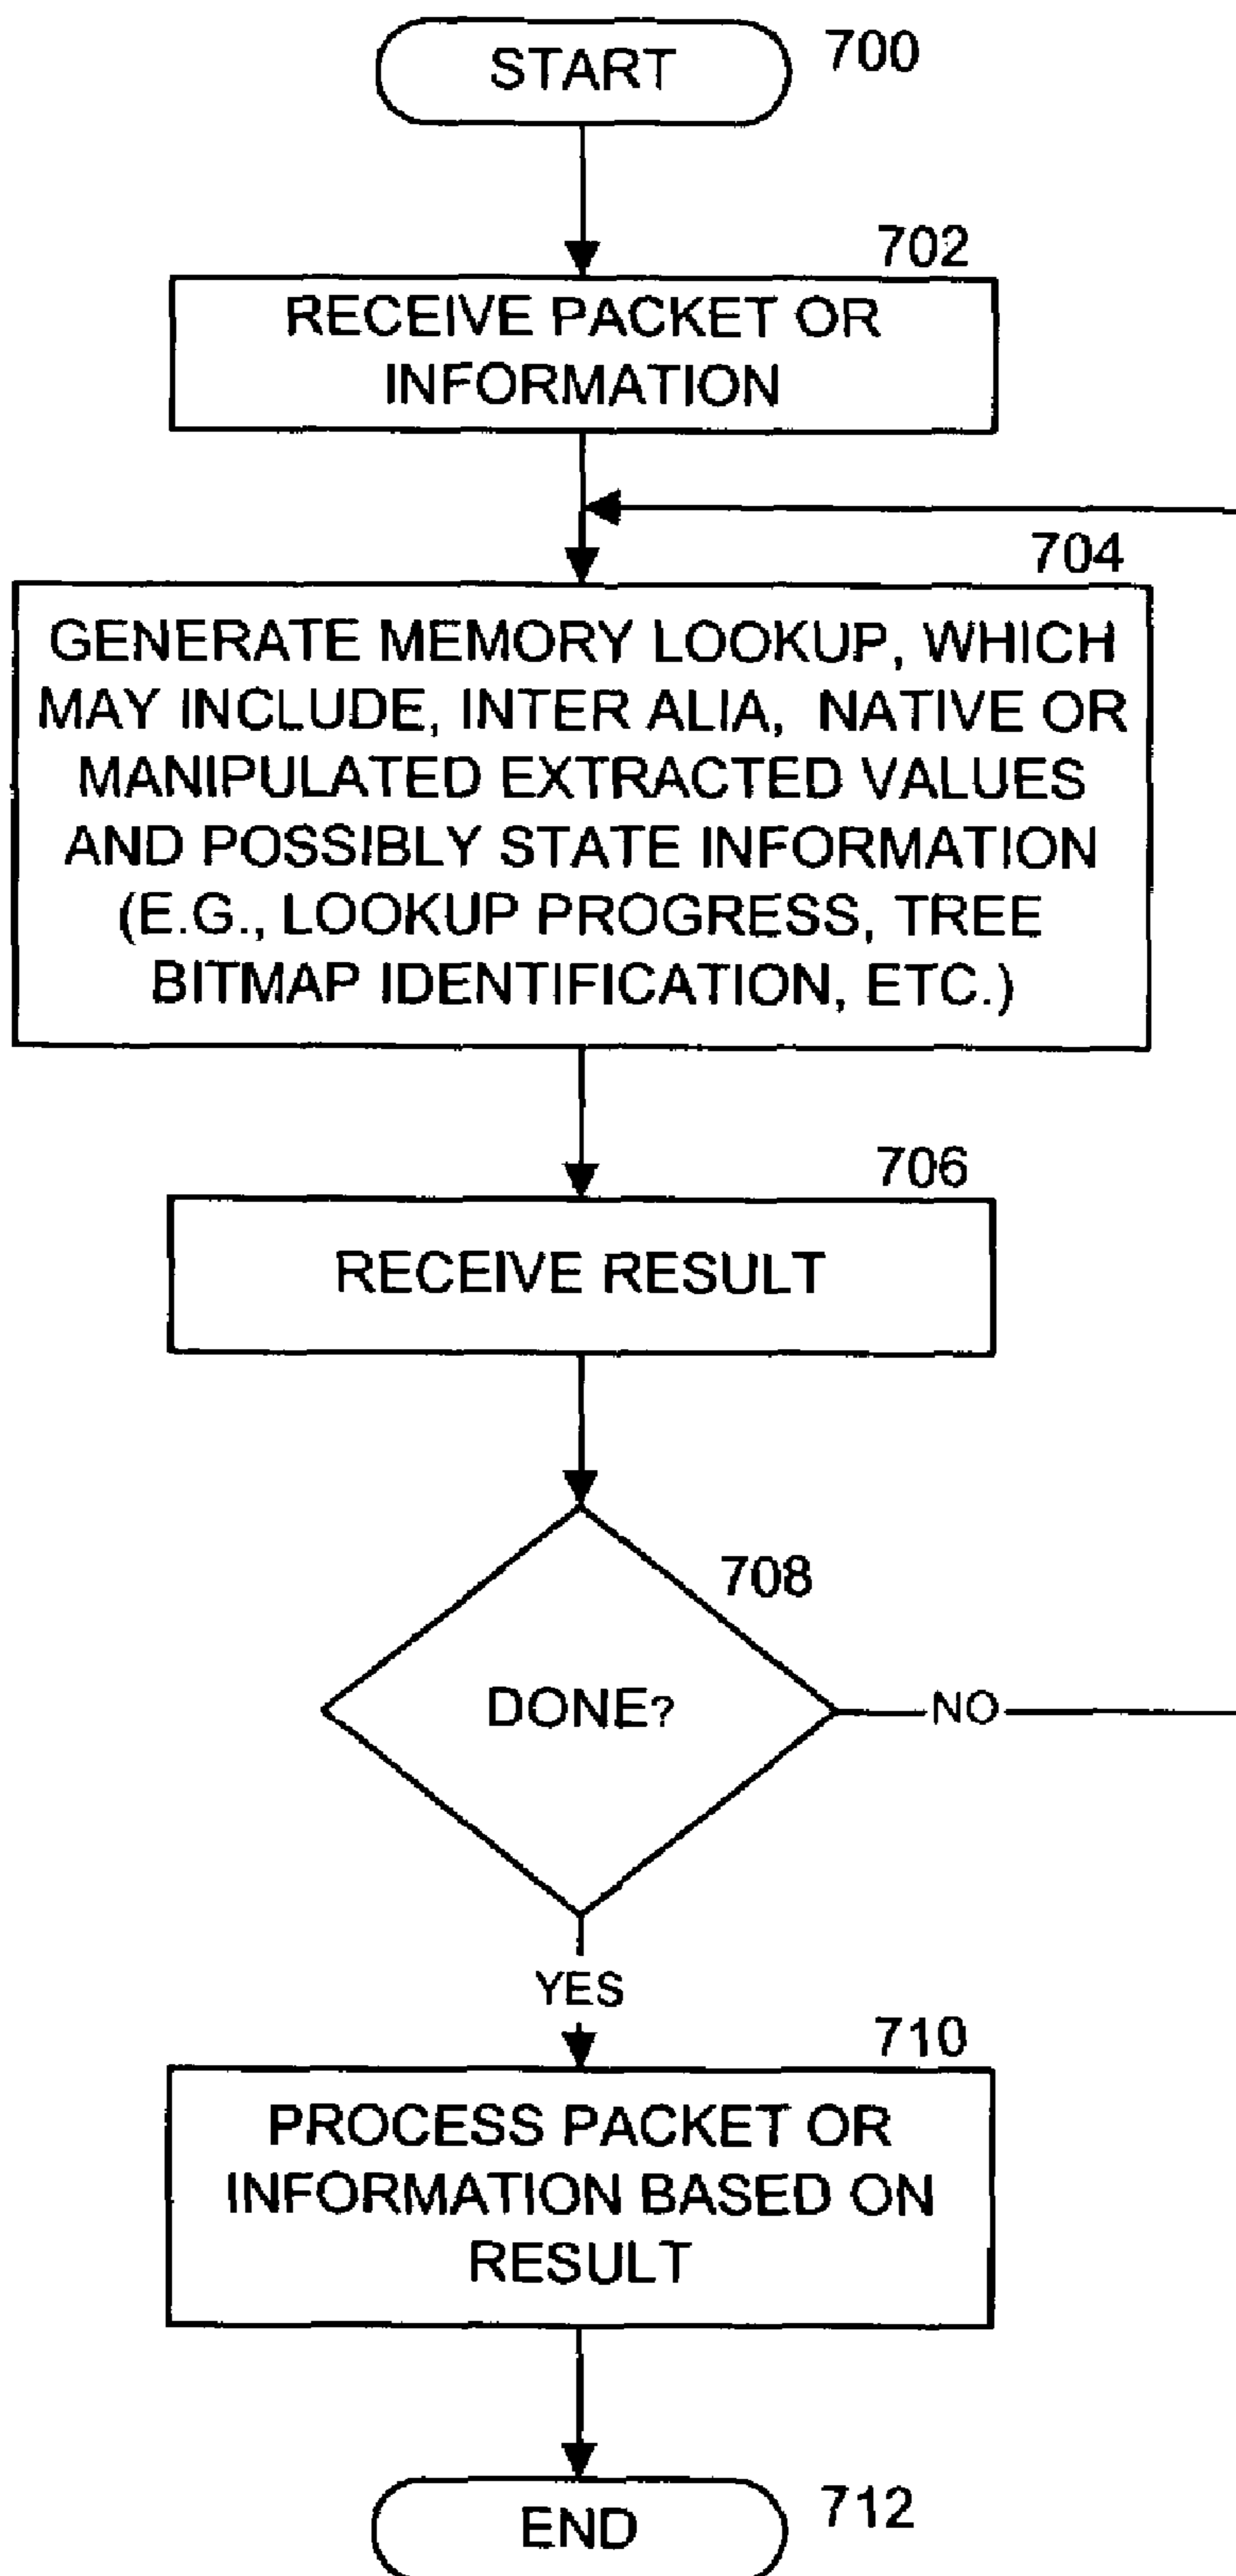 START 700
702
RECEIVE PACKET OR
INFORMATION
704
GENERATE MEMORY LOOKUP, WHICH
MAY INCLUDE, INTER ALIA, NATIVE OR
MANIPULATED EXTRACTED VALUES
AND POSSIBLY STATE INFORMATION
(E.G., LOOKUP PROGRESS, TREE
BITMAP IDENTIFICATION, ETC.)
706
RECEIVE RESULT
708
DONE?
NO
YES
710
PROCESS PACKET OR
INFORMATION BASED ON
RESULT
END 712